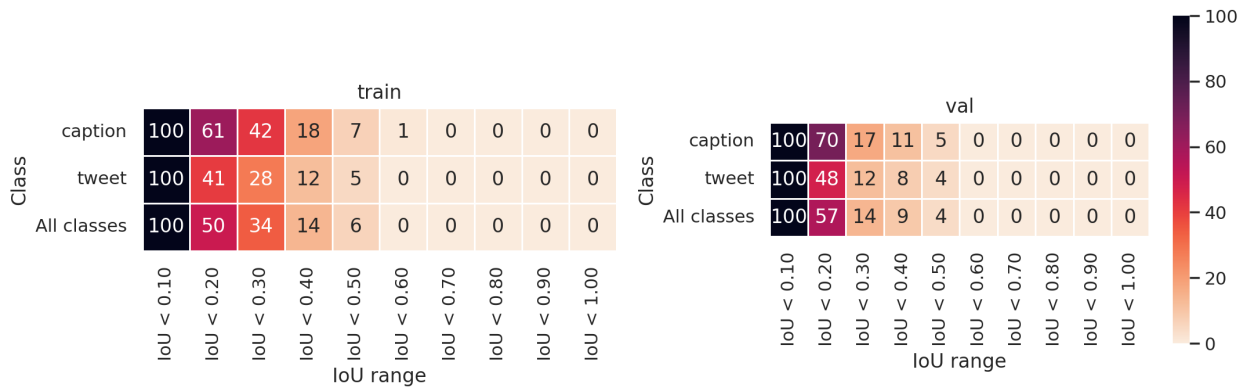 train
Class
caption 100 61 42 18 7 1 0 0 0 0
tweet 100 41 28 12 5 0 0 0 0 0
All classes 100 50 34 14 6 0 0 0 0 0
IoU < 0.10 IoU < 0.20 IoU < 0.30 IoU < 0.40 IoU < 0.50 IoU < 0.60 IoU < 0.70 IoU < 0.80 IoU < 0.90 IoU < 1.00
IoU range
val
Class
caption 100 70 17 11 5 0 0 0 0 0
tweet 100 48 12 8 4 0 0 0 0 0
All classes 100 57 14 9 4 0 0 0 0 0
IoU < 0.10 IoU < 0.20 IoU < 0.30 IoU < 0.40 IoU < 0.50 IoU < 0.60 IoU < 0.70 IoU < 0.80 IoU < 0.90 IoU < 1.00
IoU range
100
80
60
40
20
0